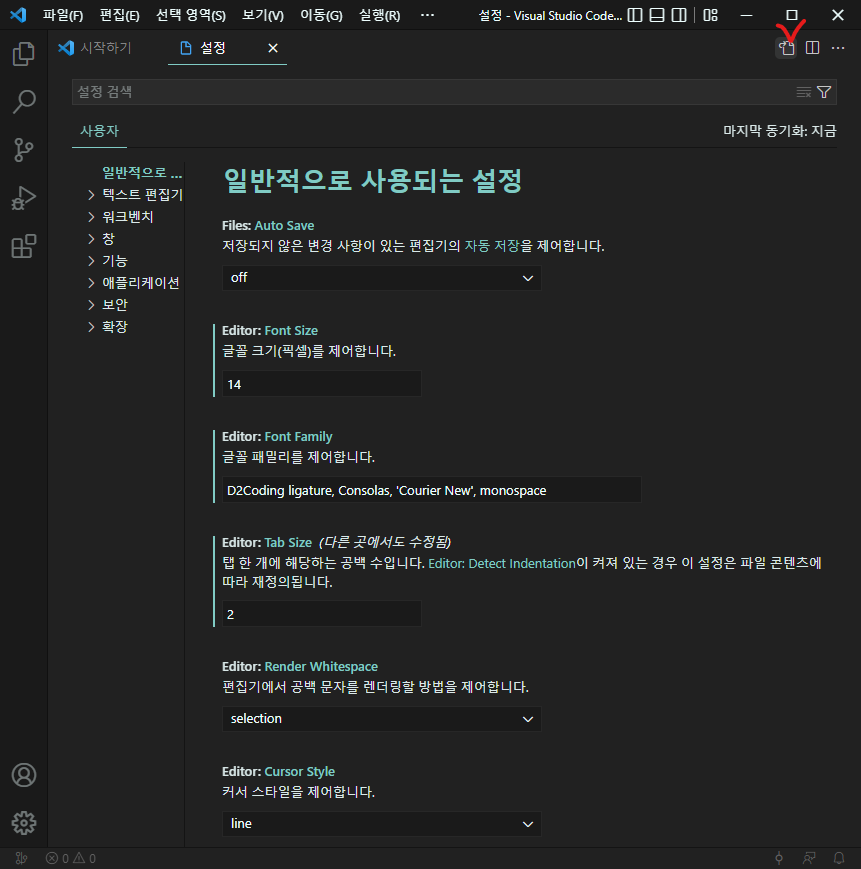 파일(F) 편집(E) 선택 영역(S) 보기(V) 이동(G) 실행(R) ··· 설정 - Visual Studio Code...
시작하기 설정
설정 검색
사용자 마지막 동기화: 지금
일반적으로 ...
텍스트 편집기
워크벤치
창
기능
애플리케이션
보안
확장
일반적으로 사용되는 설정
Files: Auto Save
저장되지 않은 변경 사항이 있는 편집기의 자동 저장을 제어합니다.
off
Editor: Font Size
글꼴 크기(픽셀)를 제어합니다.
14
Editor: Font Family
글꼴 패밀리를 제어합니다.
D2Coding ligature, Consolas, 'Courier New', monospace
Editor: Tab Size (다른 곳에서도 수정됨)
탭 한 개에 해당하는 공백 수입니다. Editor: Detect Indentation이 켜져 있는 경우 이 설정은 파일 콘텐츠에
따라 재정의됩니다.
2
Editor: Render Whitespace
편집기에서 공백 문자를 렌더링할 방법을 제어합니다.
selection
Editor: Cursor Style
커서 스타일을 제어합니다.
line
0 0